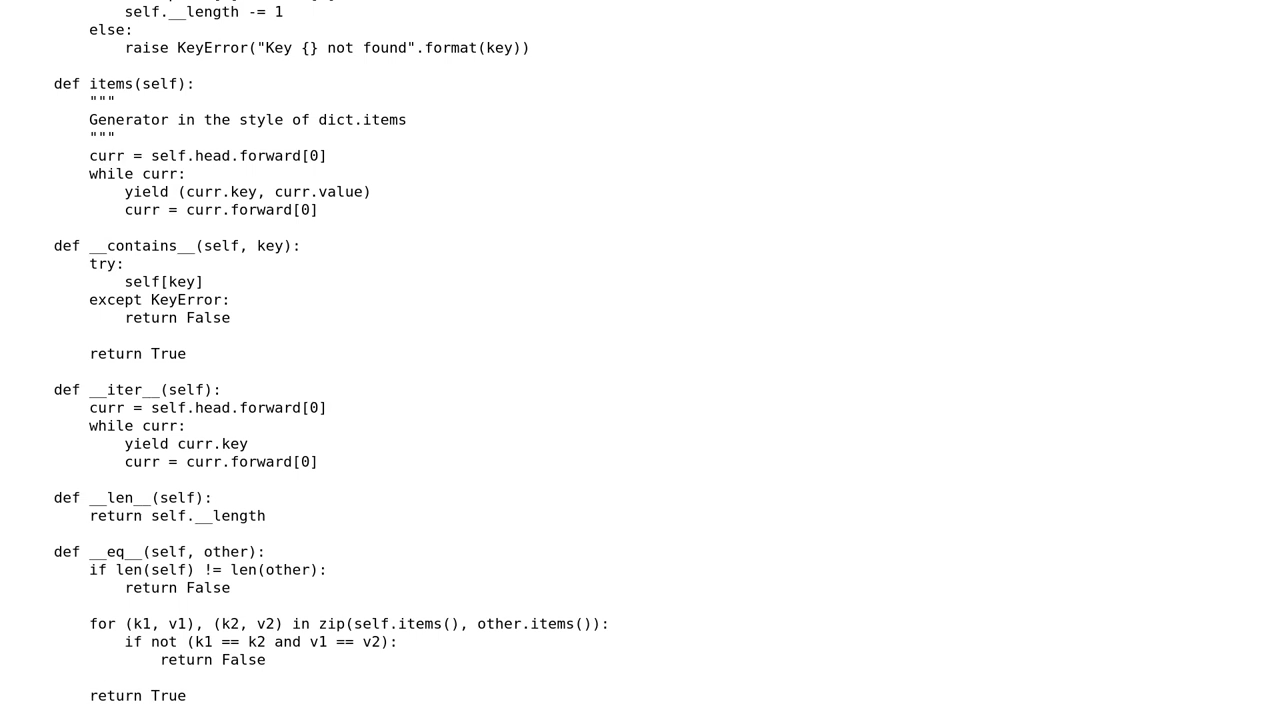 self.__length -= 1
    else:
        raise KeyError("Key {} not found".format(key))

def items(self):
    """
    Generator in the style of dict.items
    """
    curr = self.head.forward[0]
    while curr:
        yield (curr.key, curr.value)
        curr = curr.forward[0]

def __contains__(self, key):
    try:
        self[key]
    except KeyError:
        return False

    return True

def __iter__(self):
    curr = self.head.forward[0]
    while curr:
        yield curr.key
        curr = curr.forward[0]

def __len__(self):
    return self.__length

def __eq__(self, other):
    if len(self) != len(other):
        return False

    for (k1, v1), (k2, v2) in zip(self.items(), other.items()):
        if not (k1 == k2 and v1 == v2):
            return False

    return True